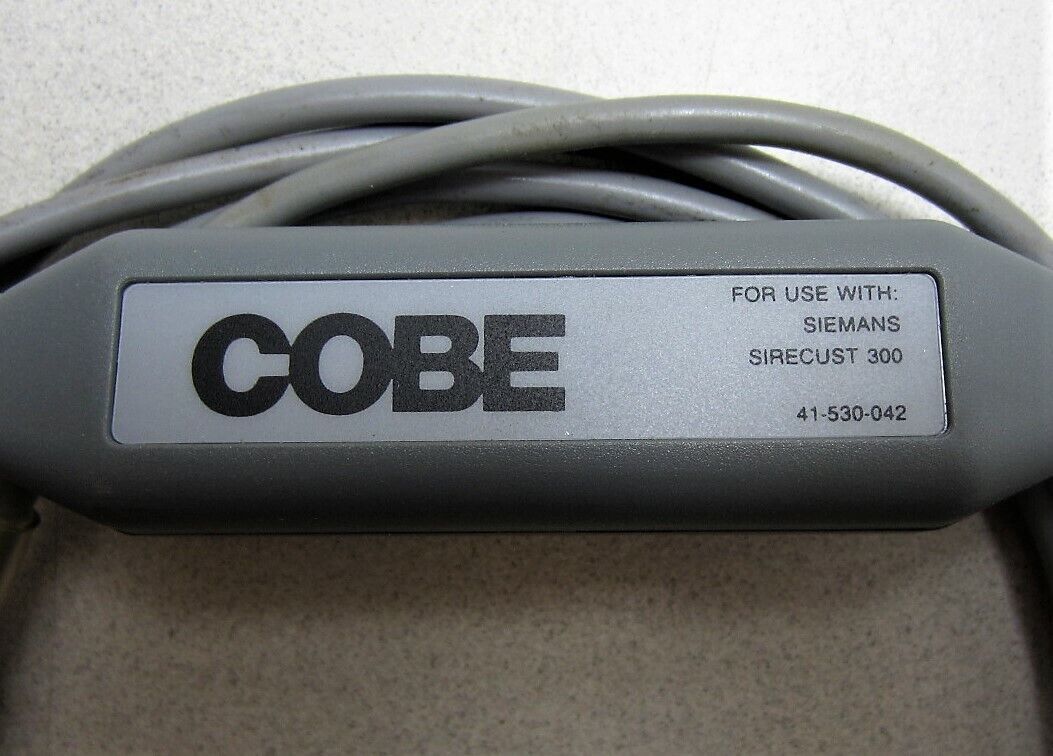 COBE
FOR USE WITH:
SIEMANS
SIRECUST 300
41-530-042